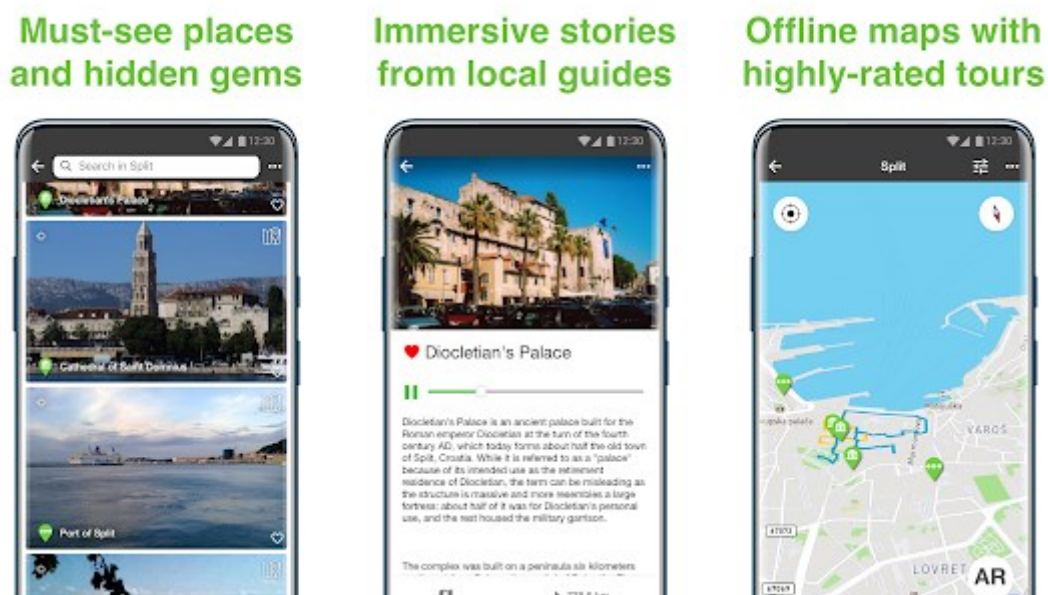 Must-see places
and hidden gems
12:30
Search in Split
Diocletian's Palace
Cathedral of Saint Domnius
Port of Split
Immersive stories
from local guides
12:30
Diocletian's Palace
Diocletian's Palace is an ancient palace built for the
Roman emperor Diocletian at the turn of the fourth
century AD, which today forms about half the old town
of Split, Croatia. While it is referred to as a "palace"
because of its intended use as the retirement
residence of Diocletian, the term can be misleading as
the structure is massive and more resembles a large
fortress: about half of it was for Diocletian's personal
use, and the rest housed the military garrison.
The complex was built on a peninsula six kilometers
Offline maps with
highly-rated tours
12:30
Split
VAROŠ
LOVRET
AR